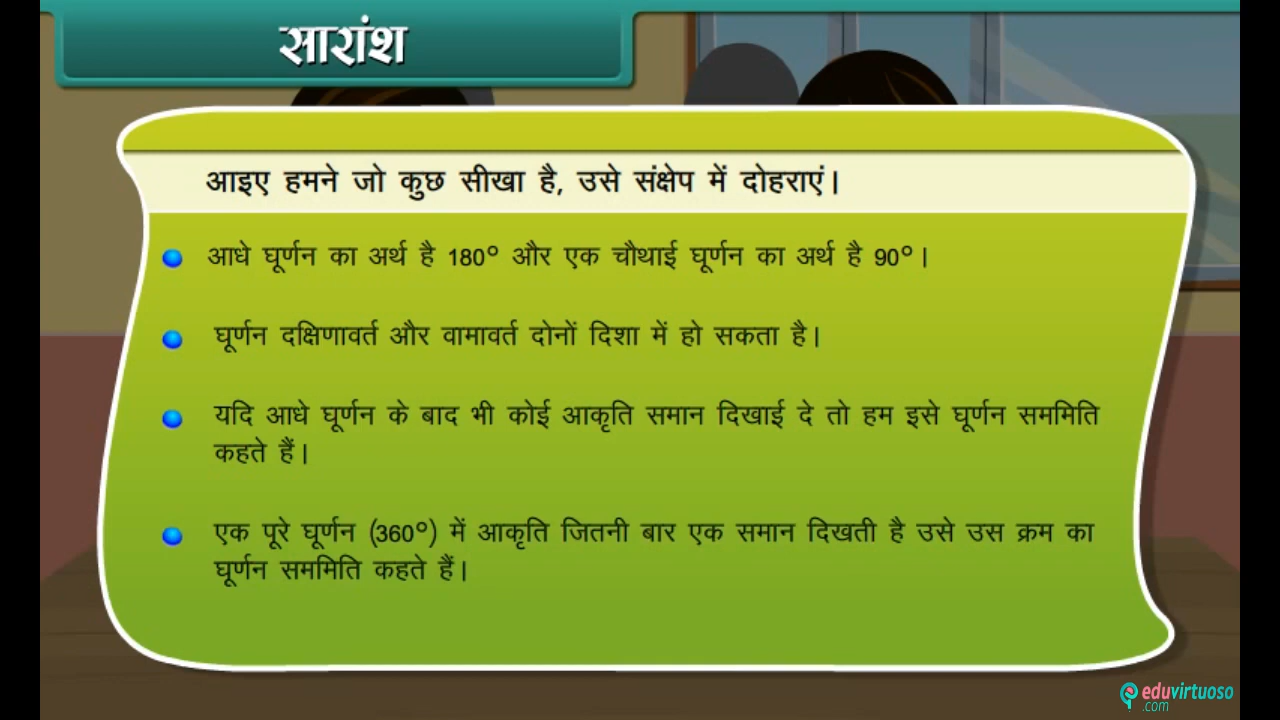 सारांश
आइए हमने जो कुछ सीखा है, उसे संक्षेप में दोहराएं।
आधे घूर्णन का अर्थ है 180° और एक चौथाई घूर्णन का अर्थ है 90°।
घूर्णन दक्षिणावर्त और वामावर्त दोनों दिशा में हो सकता है।
यदि आधे घूर्णन के बाद भी कोई आकृति समान दिखाई दे तो हम इसे घूर्णन सममिति
कहते हैं।
एक पूरे घूर्णन (360°) में आकृति जितनी बार एक समान दिखती है उसे उस क्रम का
घूर्णन सममिति कहते हैं।
eduvirtuoso
.com